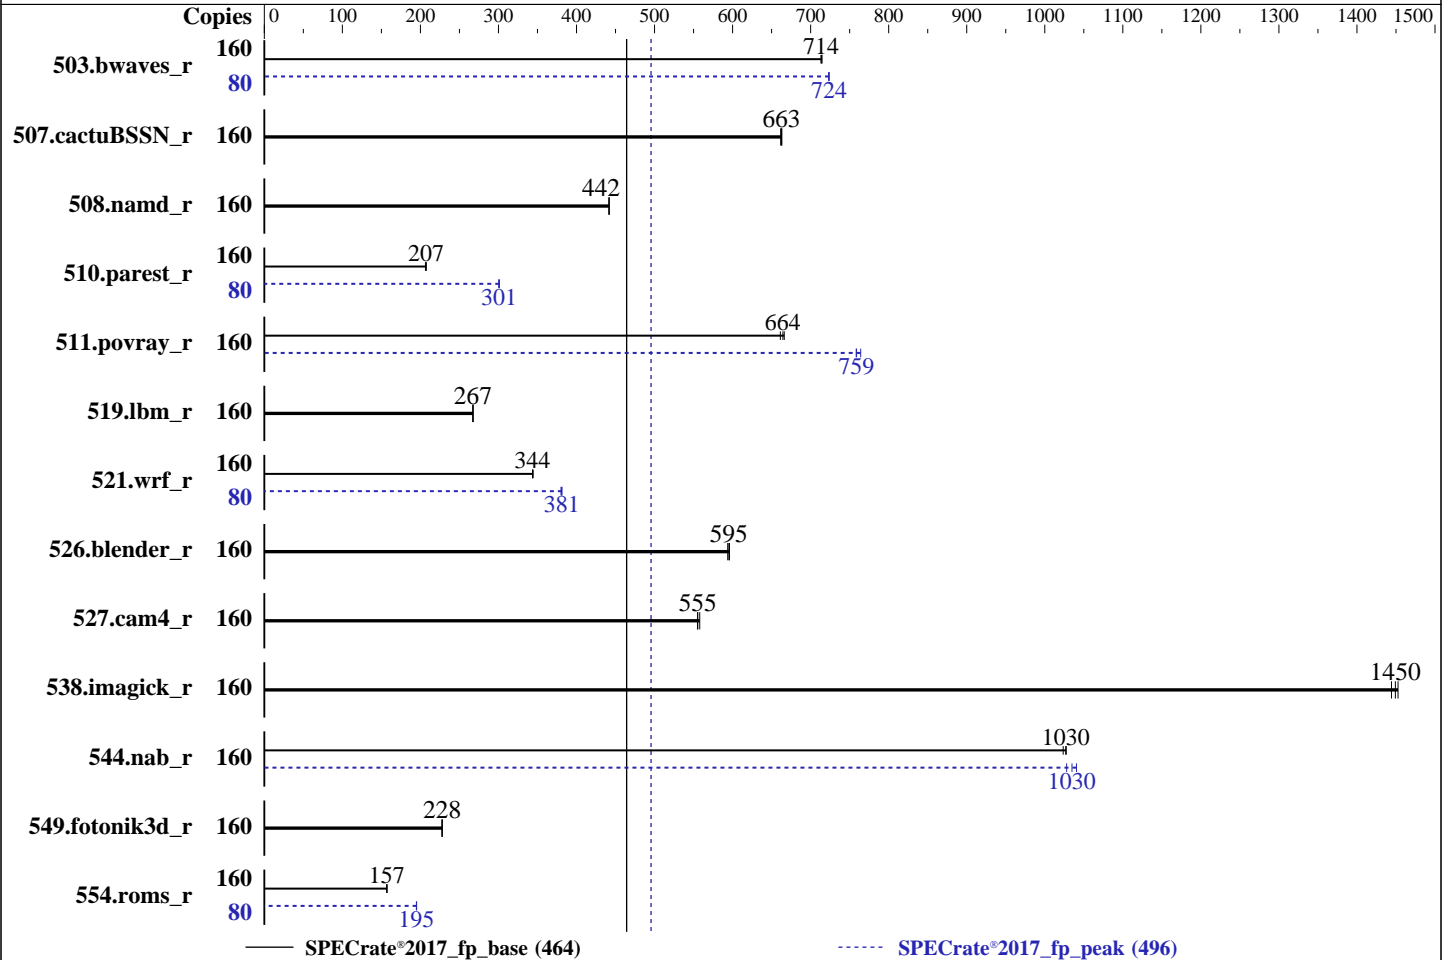 Copies 0 100 200 300 400 500 600 700 800 900 1000 1100 1200 1300 1400 1500
503.bwaves_r 160 714
80 724
507.cactuBSSN_r 160 663
508.namd_r 160 442
510.parest_r 160 207
80 301
511.povray_r 160 664
759
519.lbm_r 160 267
521.wrf_r 160 344
80 381
526.blender_r 160 595
527.cam4_r 160 555
538.imagick_r 160 1450
544.nab_r 160 1030
1030
549.fotonik3d_r 160 228
554.roms_r 160 157
80 195
SPECrate®2017_fp_base (464) SPECrate®2017_fp_peak (496)